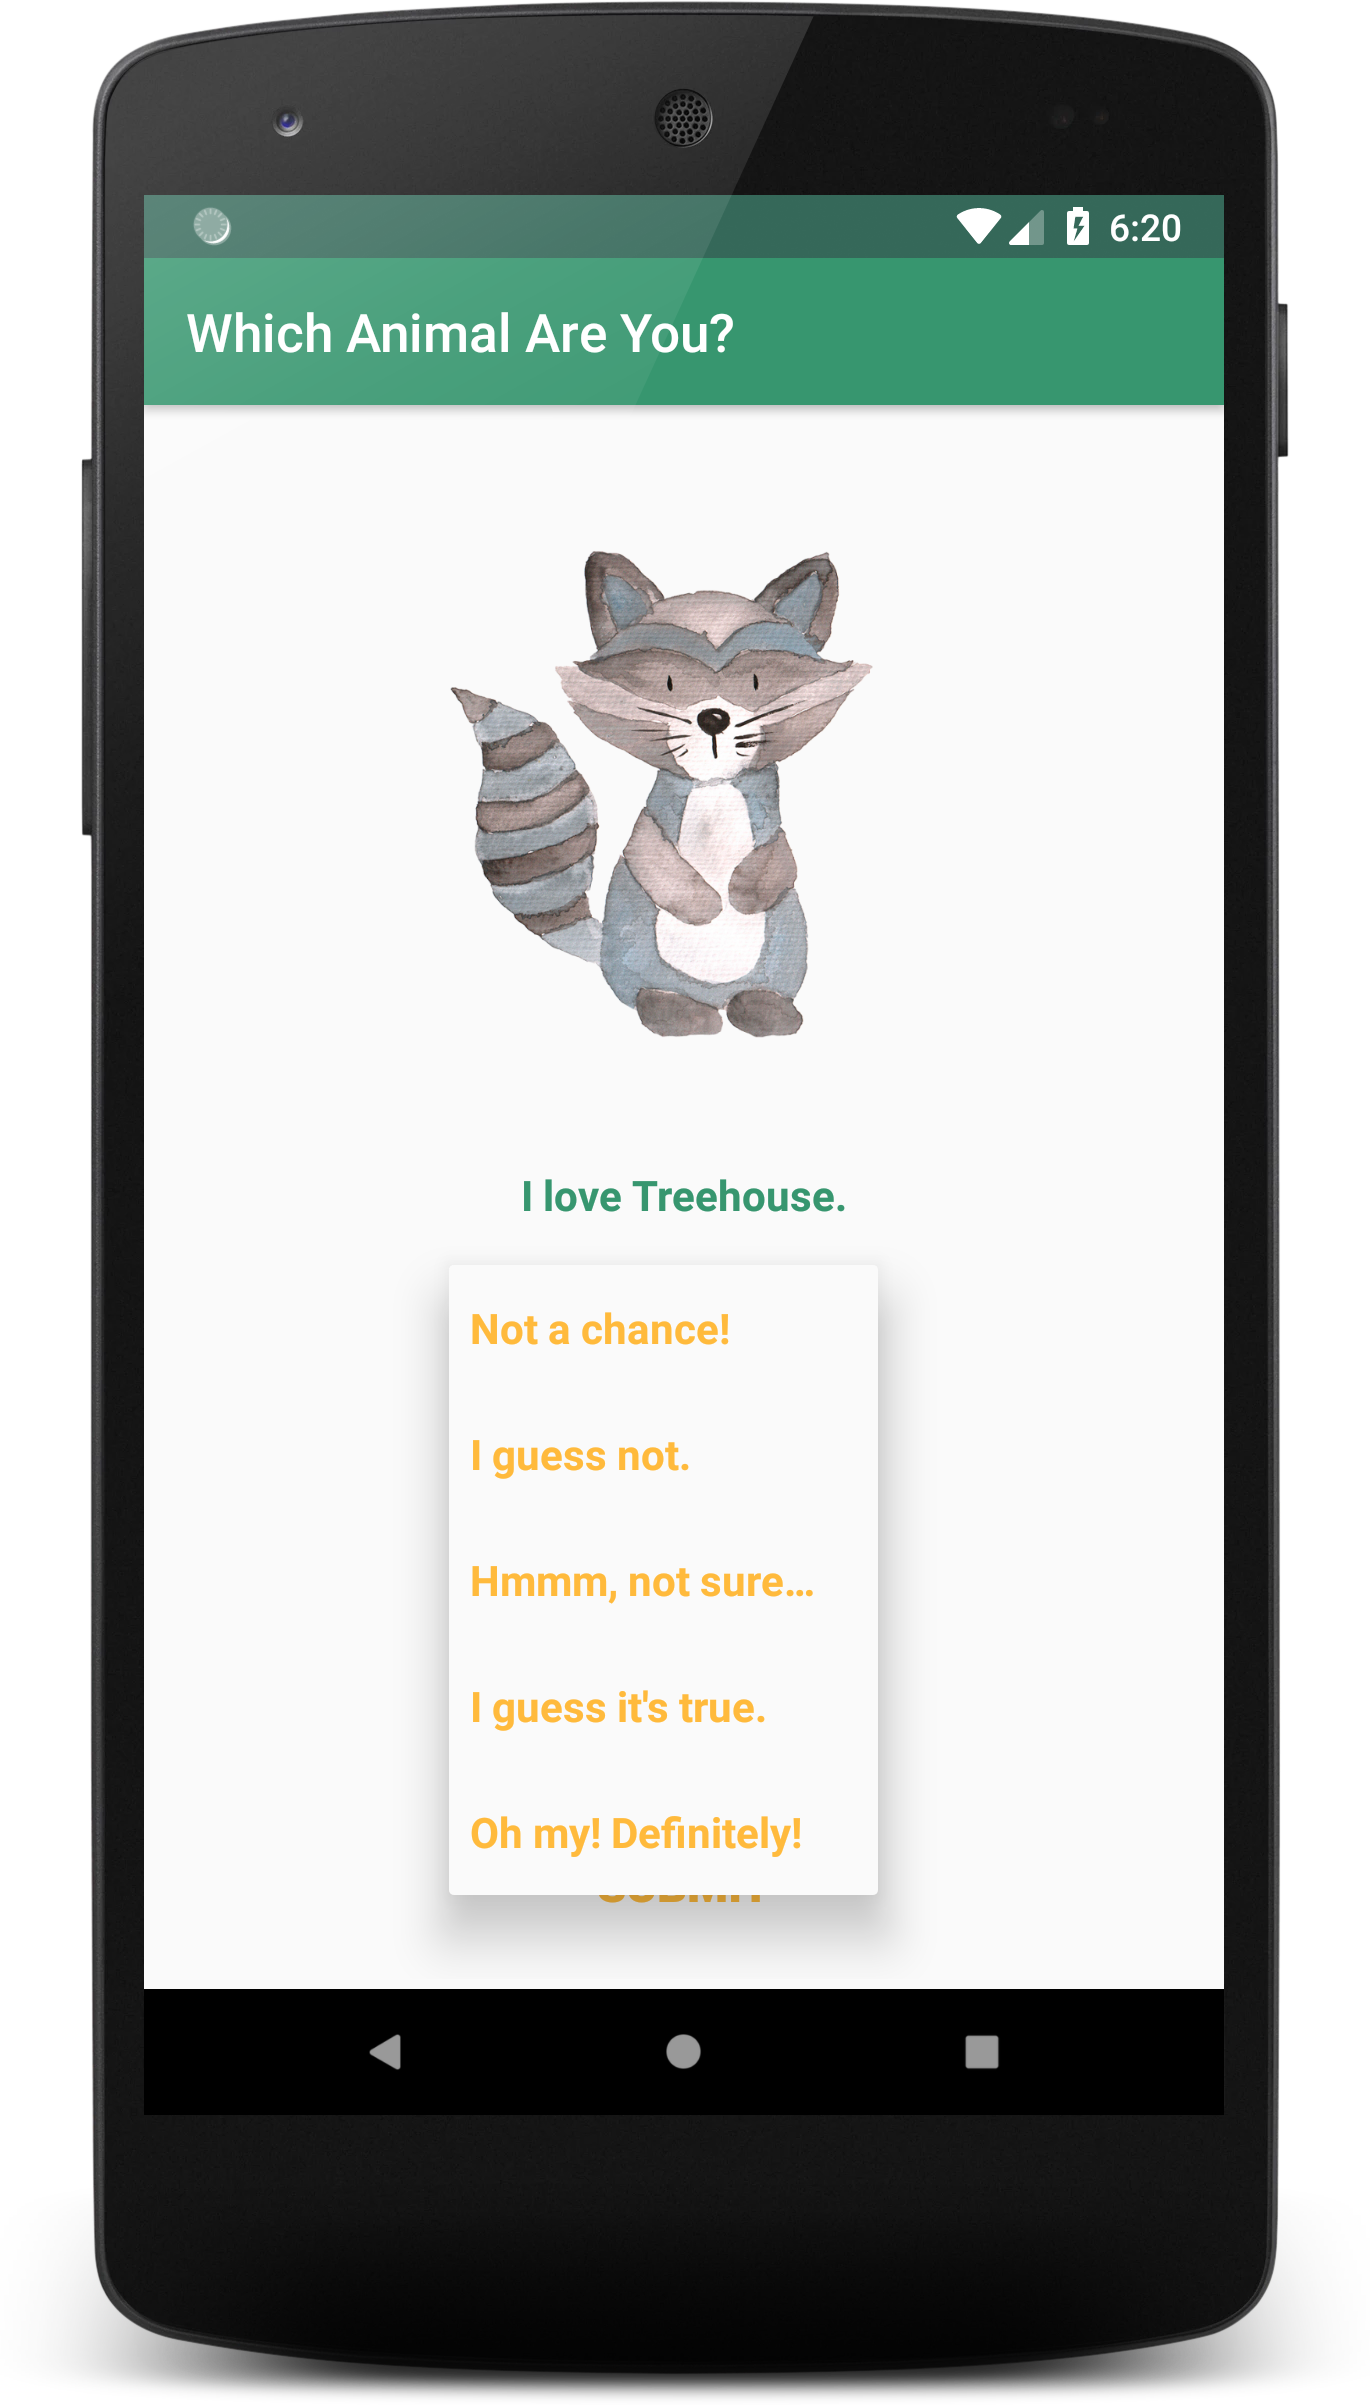 6:20
Which Animal Are You?
I love Treehouse.
Not a chance!
I guess not.
Hmmm, not sure...
I guess it's true.
Oh my! Definitely!
SUBMIT